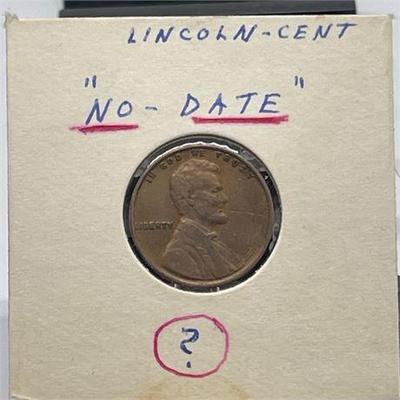 LINCOLN-CENT
"NO-DATE"
IN GOD WE TRUST
LIBERTY
?